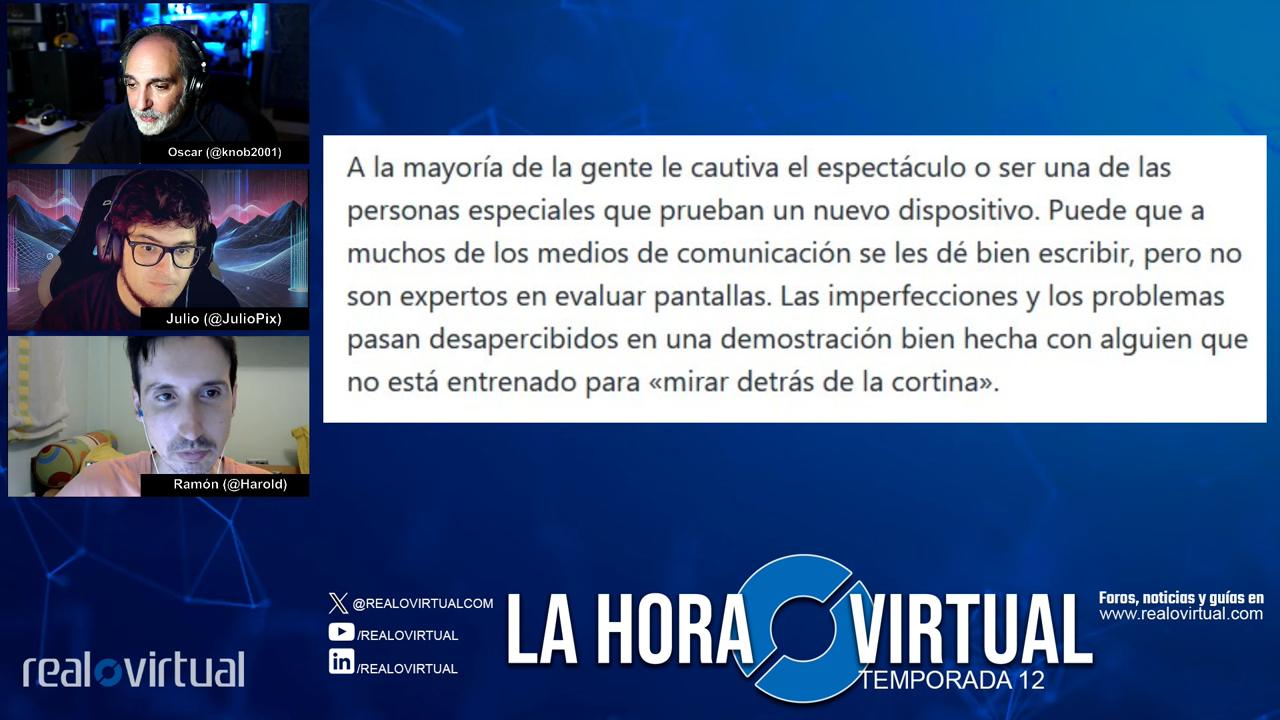 Oscar (@knob2001)
Julio (@JulioPix)
Ramón (@Harold)
A la mayoría de la gente le cautiva el espectáculo o ser una de las
personas especiales que prueban un nuevo dispositivo. Puede que a
muchos de los medios de comunicación se les dé bien escribir, pero no
son expertos en evaluar pantallas. Las imperfecciones y los problemas
pasan desapercibidos en una demostración bien hecha con alguien que
no está entrenado para «mirar detrás de la cortina».
@REALOVIRTUALCOM
/REALOVIRTUAL
/REALOVIRTUAL
LA HORA VIRTUAL
TEMPORADA 12
Foros, noticias y guías en
www.realovirtual.com
realovirtual